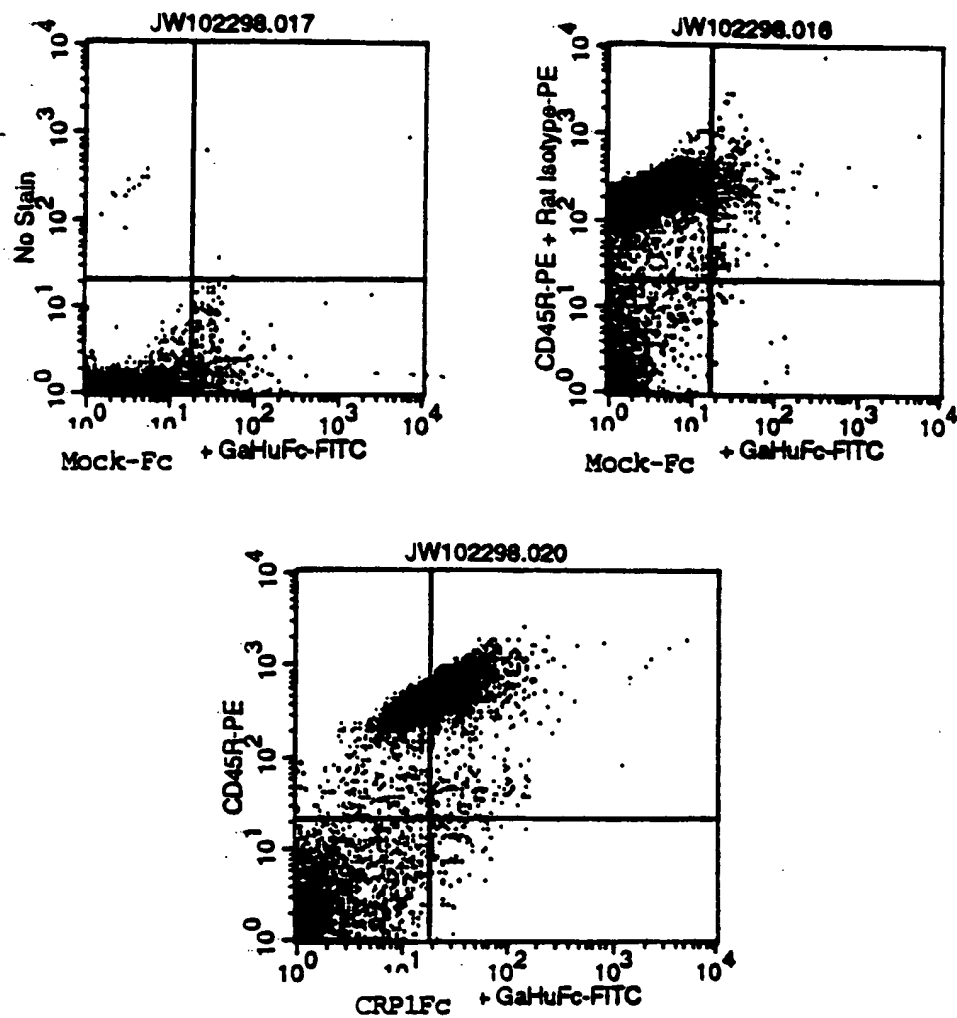 JW102298.017
No Stain
10^4
10^3
10^2
10^1
10^0
10^0 10^1 10^2 10^3 10^4
Mock-Fc + GaHuFc-FITC
JW102298.016
CD45R-PE + Rat Isotype-PE
10^4
10^3
10^2
10^1
10^0
10^0 10^1 10^2 10^3 10^4
Mock-Fc + GaHuFc-FITC
JW102298.020
CD45R-PE
10^4
10^3
10^2
10^1
10^0
10^0 10^1 10^2 10^3 10^4
CRP1Fc + GaHuFc-FITC